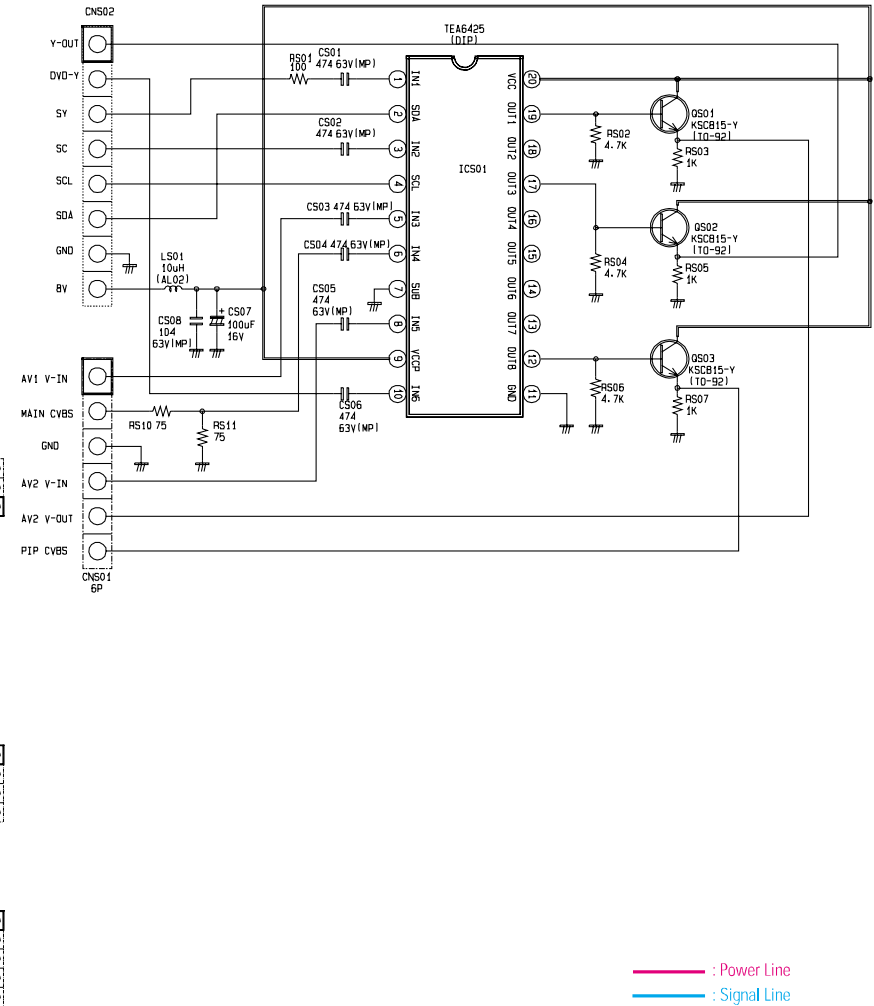 CNS02
Y-OUT
DVD-Y
SY
SC
SCL
SDA
GND
8V
RS01
100
CS01
474 63V(MP)
CS02
474 63V(MP)
CS03 474 63V(MP)
CS04 474 63V(MP)
CS05
474
63V(MP)
CS06
474
63V(MP)
LS01
10uH
(AL02)
CS08
104
63V(MP)
+ CS07
100uF
16V
TEA6425
(DIP)
ICS01
1 IN1
2 SDA
3 IN2
4 SCL
5 IN3
6 IN4
7 SUB
8 IN5
9 VCCP
10 IN6
VCC 20
OUT1 19
OUT2 18
OUT3 17
OUT4 16
OUT5 15
OUT6 14
OUT7 13
OUT8 12
GND 11
RS02
4.7K
QS01
KSC815-Y
(TO-92)
RS03
1K
RS04
4.7K
QS02
KSC815-Y
(TO-92)
RS05
1K
RS06
4.7K
QS03
KSC815-Y
(TO-92)
RS07
1K
AV1 V-IN
MAIN CVBS
GND
AV2 V-IN
AV2 V-OUT
PIP CVBS
RS10 75
RS11
75
CNS01
6P
: Power Line
: Signal Line